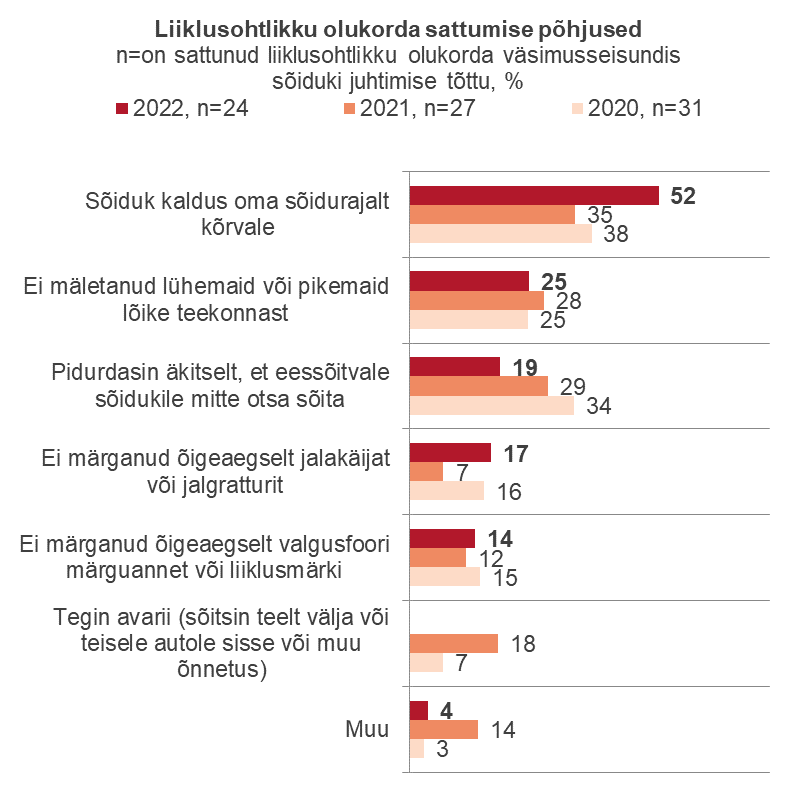 Liiklusohtlikku olukorda sattumise põhjused
n=on sattunud liiklusohtlikku olukorda väsimusseisundis
sõiduki juhtimise tõttu, %
2022, n=24 2021, n=27 2020, n=31
Sõiduk kaldus oma sõidurajalt
kõrvale
52
35
38
Ei mäletanud lühemaid või pikemaid
lõike teekonnast
25
28
25
Pidurdasin äkitselt, et eessõitvale
sõidukile mitte otsa sõita
19
29
34
Ei märganud õigeaegselt jalakäijat
või jalgratturit
17
7
16
Ei märganud õigeaegselt valgusfoori
märguannet või liiklusmärki
14
12
15
Tegin avarii (sõitsin teelt välja või
teisele autole sisse või muu
õnnetus)
18
7
Muu
4
14
3